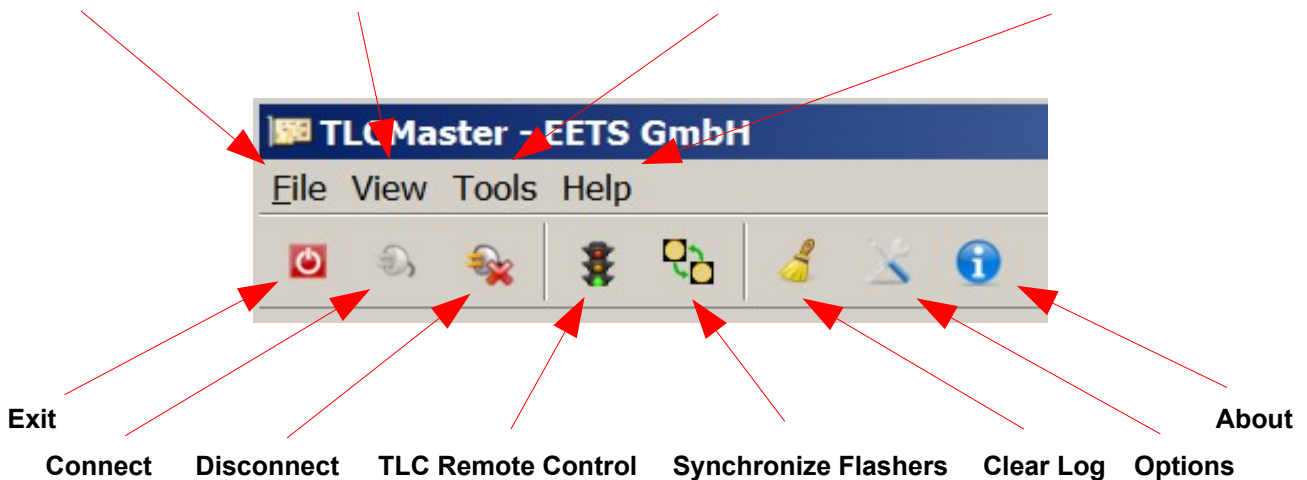 TLCMaster - EETS GmbH
File View Tools Help
Exit About
Connect Disconnect TLC Remote Control Synchronize Flashers Clear Log Options